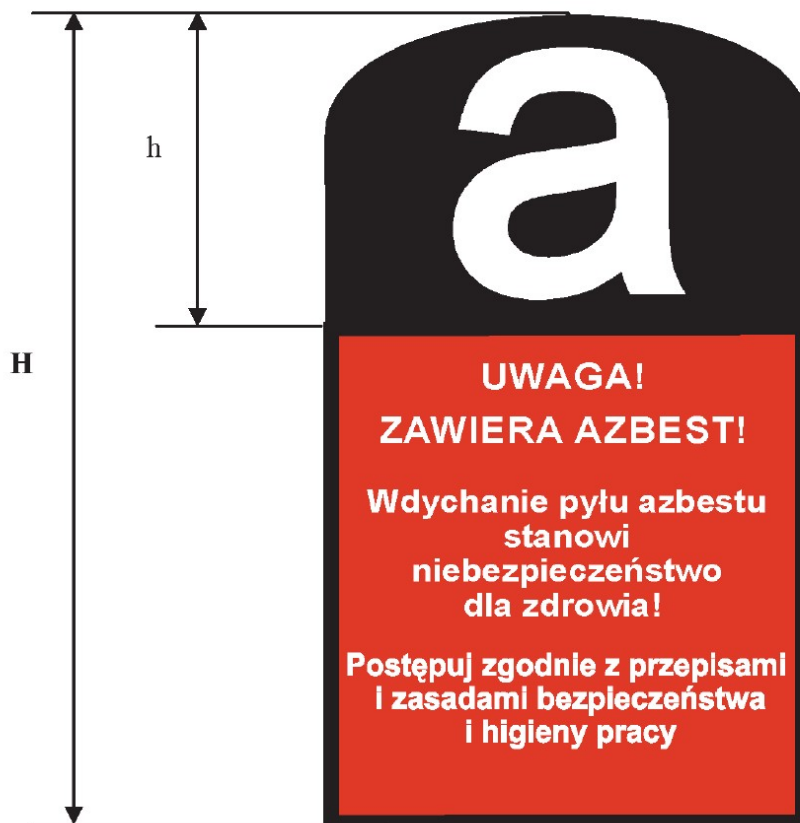 a
h
H
UWAGA!
ZAWIERA AZBEST!
Wdychanie pyłu azbestu
stanowi
niebezpieczeństwo
dla zdrowia!
Postępuj zgodnie z przepisami
i zasadami bezpieczeństwa
i higieny pracy